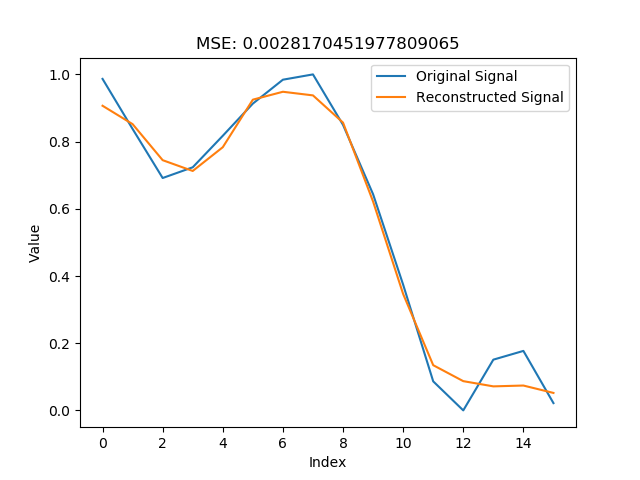 MSE: 0.0028170451977809065
Original Signal
Reconstructed Signal
1.0
0.8
0.6
0.4
0.2
0.0
Value
0 2 4 6 8 10 12 14
Index